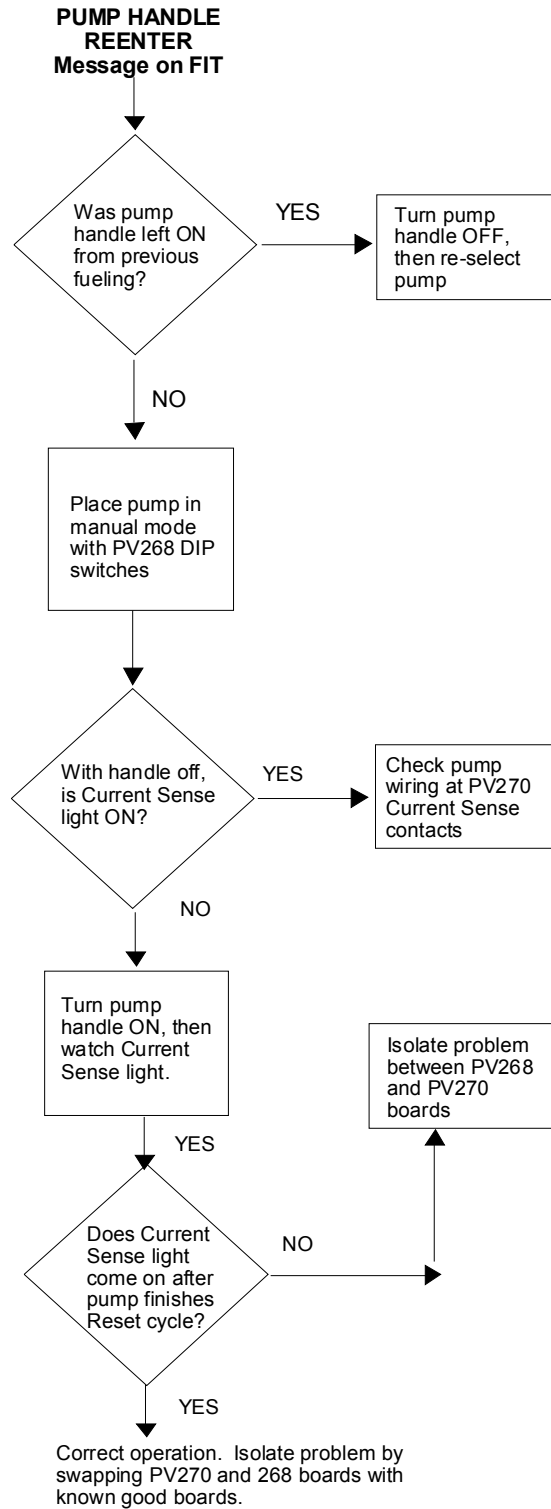 PUMP HANDLE
REENTER
Message on FIT
Was pump
handle left ON
from previous
fueling?
YES
Turn pump
handle OFF,
then re-select
pump
NO
Place pump in
manual mode
with PV268 DIP
switches
With handle off,
is Current Sense
light ON?
YES
Check pump
wiring at PV270
Current Sense
contacts
NO
Turn pump
handle ON, then
watch Current
Sense light.
Isolate problem
between PV268
and PV270
boards
YES
Does Current
Sense light
come on after
pump finishes
Reset cycle?
NO
YES
Correct operation.  Isolate problem by
swapping PV270 and 268 boards with
known good boards.